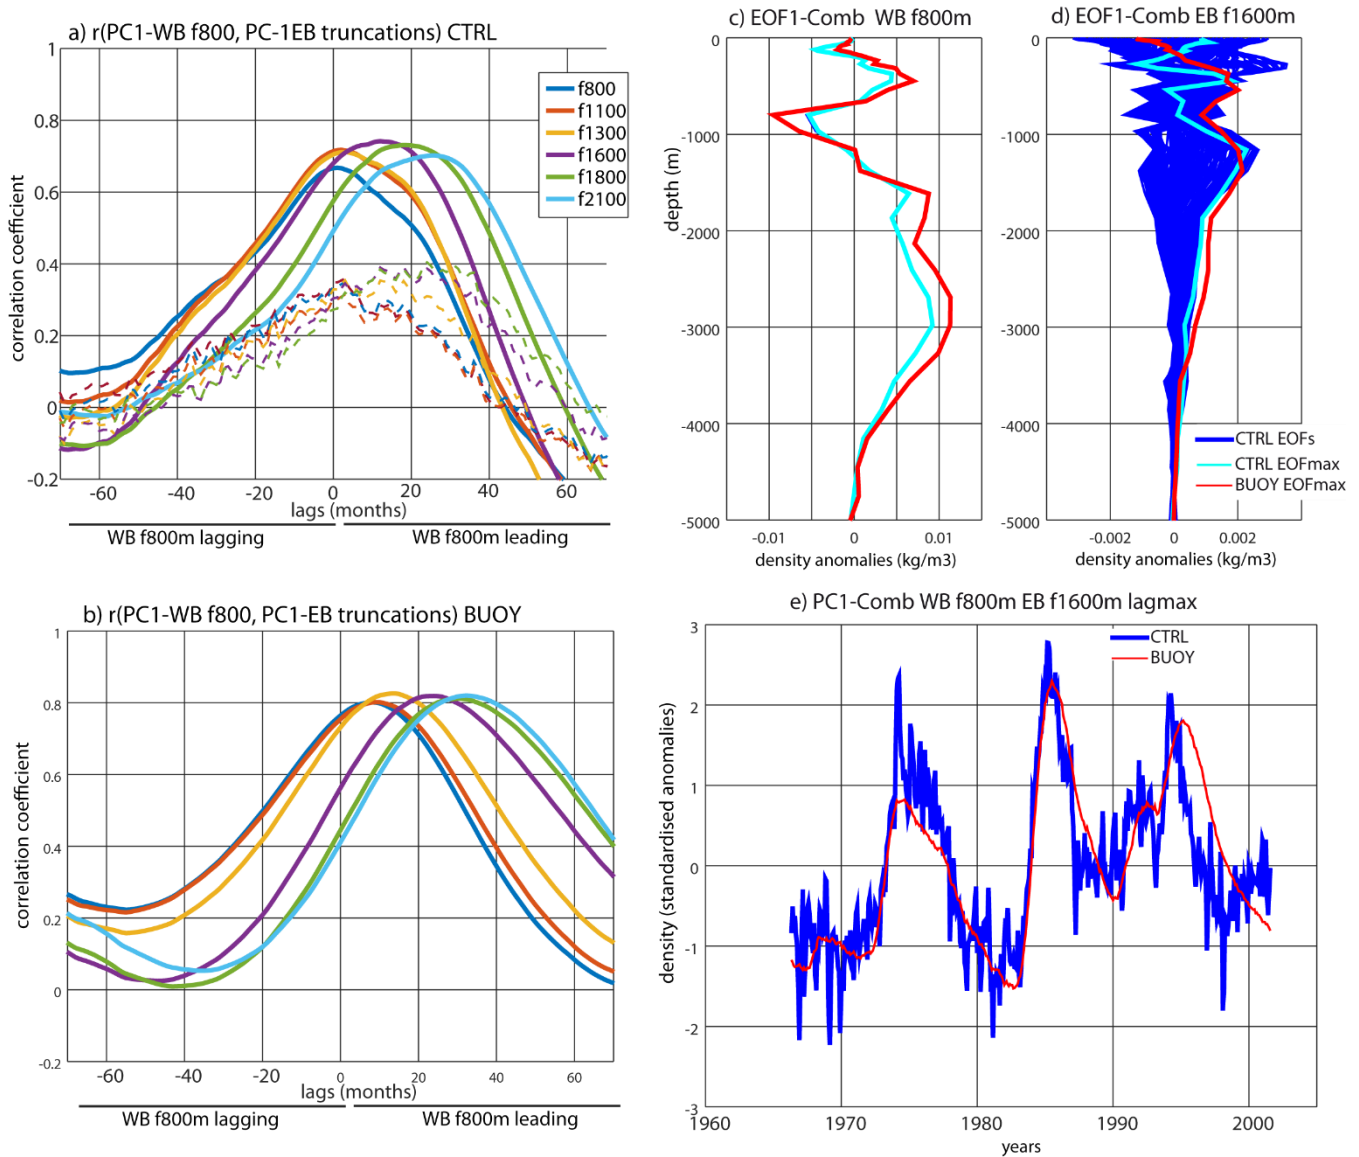 a) r(PC1-WB f800, PC-1EB truncations) CTRL
1
0.8
0.6
0.4
0.2
0
-0.2
correlation coefficient
f800
f1100
f1300
f1600
f1800
f2100
-60 -40 -20 0 20 40 60
lags (months)
WB f800m lagging WB f800m leading
b) r(PC1-WB f800, PC1-EB truncations) BUOY
1
0.8
0.6
0.4
0.2
0
-0.2
correlation coefficient
-60 -40 -20 0 20 40 60
lags (months)
WB f800m lagging WB f800m leading
c) EOF1-Comb WB f800m
0
-1000
-2000
-3000
-4000
-5000
depth (m)
-0.01 0 0.01
density anomalies (kg/m3)
d) EOF1-Comb EB f1600m
0
-1000
-2000
-3000
-4000
-5000
CTRL EOFs
CTRL EOFmax
BUOY EOFmax
-0.002 0 0.002
density anomalies (kg/m3)
e) PC1-Comb WB f800m EB f1600m lagmax
3
2
1
0
-1
-2
-3
density (standardised anomalies)
CTRL
BUOY
1960 1970 1980 1990 2000
years